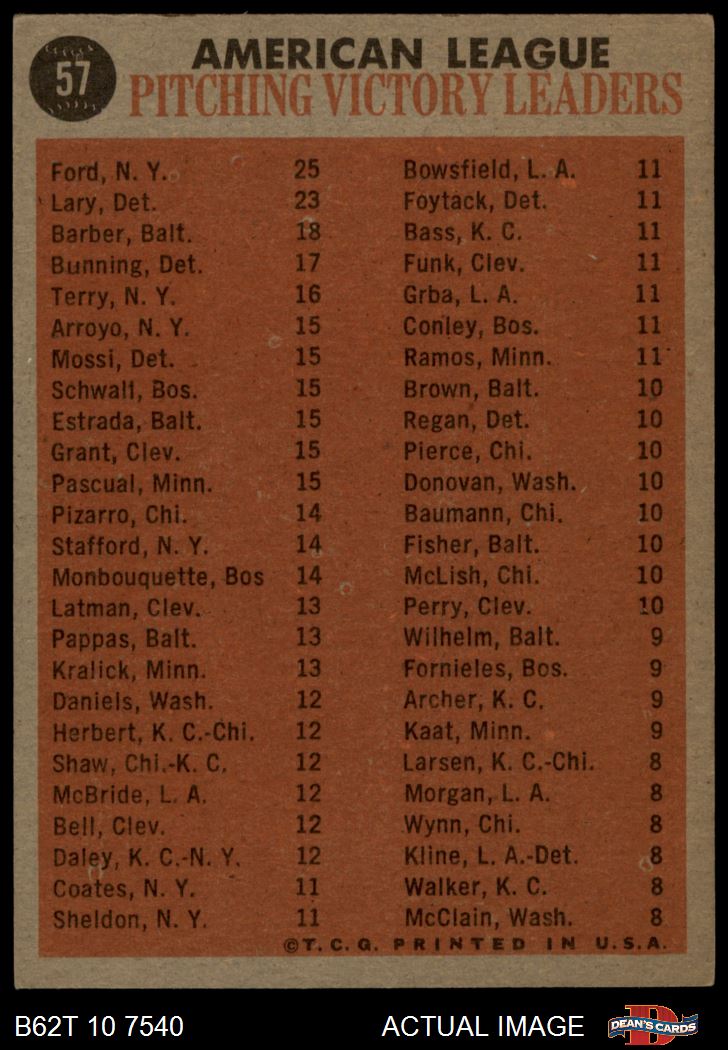 57
AMERICAN LEAGUE
PITCHING VICTORY LEADERS
Ford, N. Y. 25
Lary, Det. 23
Barber, Balt. 18
Bunning, Det. 17
Terry, N. Y. 16
Arroyo, N. Y. 15
Mossi, Det. 15
Schwall, Bos. 15
Estrada, Balt. 15
Grant, Clev. 15
Pascual, Minn. 15
Pizarro, Chi. 14
Stafford, N. Y. 14
Monbouquette, Bos 14
Latman, Clev. 13
Pappas, Balt. 13
Kralick, Minn. 13
Daniels, Wash. 12
Herbert, K. C.-Chi. 12
Shaw, Chi.-K. C. 12
McBride, L. A. 12
Bell, Clev. 12
Daley, K. C.-N. Y. 12
Coates, N. Y. 11
Sheldon, N. Y. 11
Bowsfield, L. A. 11
Foytack, Det. 11
Bass, K. C. 11
Funk, Clev. 11
Grba, L. A. 11
Conley, Bos. 11
Ramos, Minn. 11
Brown, Balt. 10
Regan, Det. 10
Pierce, Chi. 10
Donovan, Wash. 10
Baumann, Chi. 10
Fisher, Balt. 10
McLish, Chi. 10
Perry, Clev. 10
Wilhelm, Balt. 9
Fornieles, Bos. 9
Archer, K. C. 9
Kaat, Minn. 9
Larsen, K. C.-Chi. 8
Morgan, L. A. 8
Wynn, Chi. 8
Kline, L. A.-Det. 8
Walker, K. C. 8
McClain, Wash. 8
©T. C. G. PRINTED IN U.S.A.
B62T 10 7540
ACTUAL IMAGE
D
DEAN'S CARDS